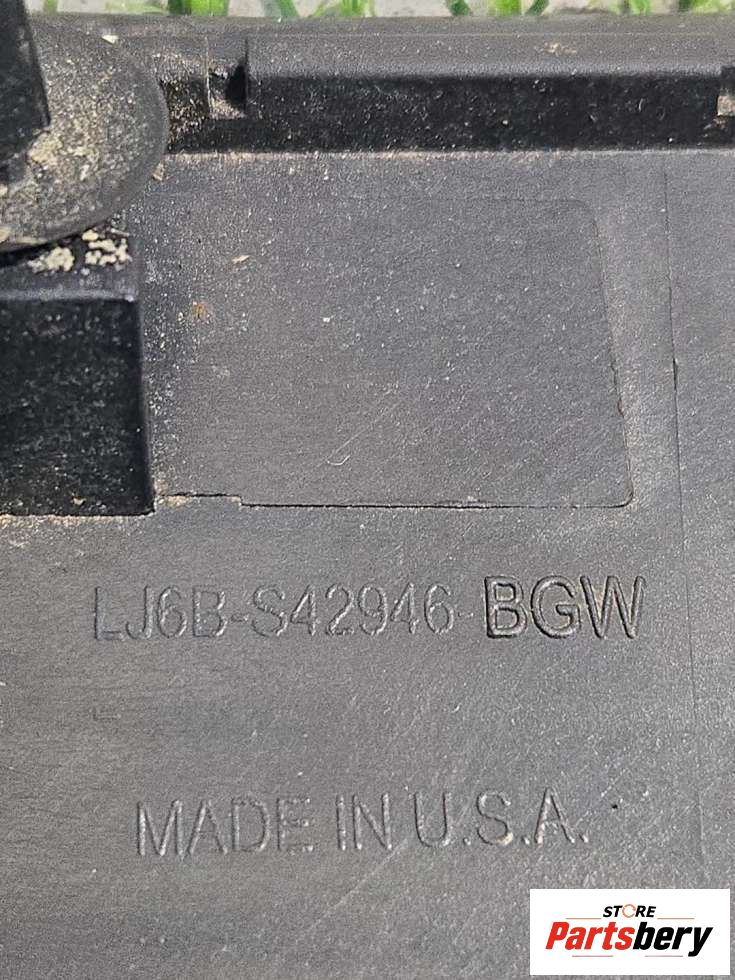 LJ6B-S42946-BGW
MADE IN U.S.A.
STORE
Partsbery